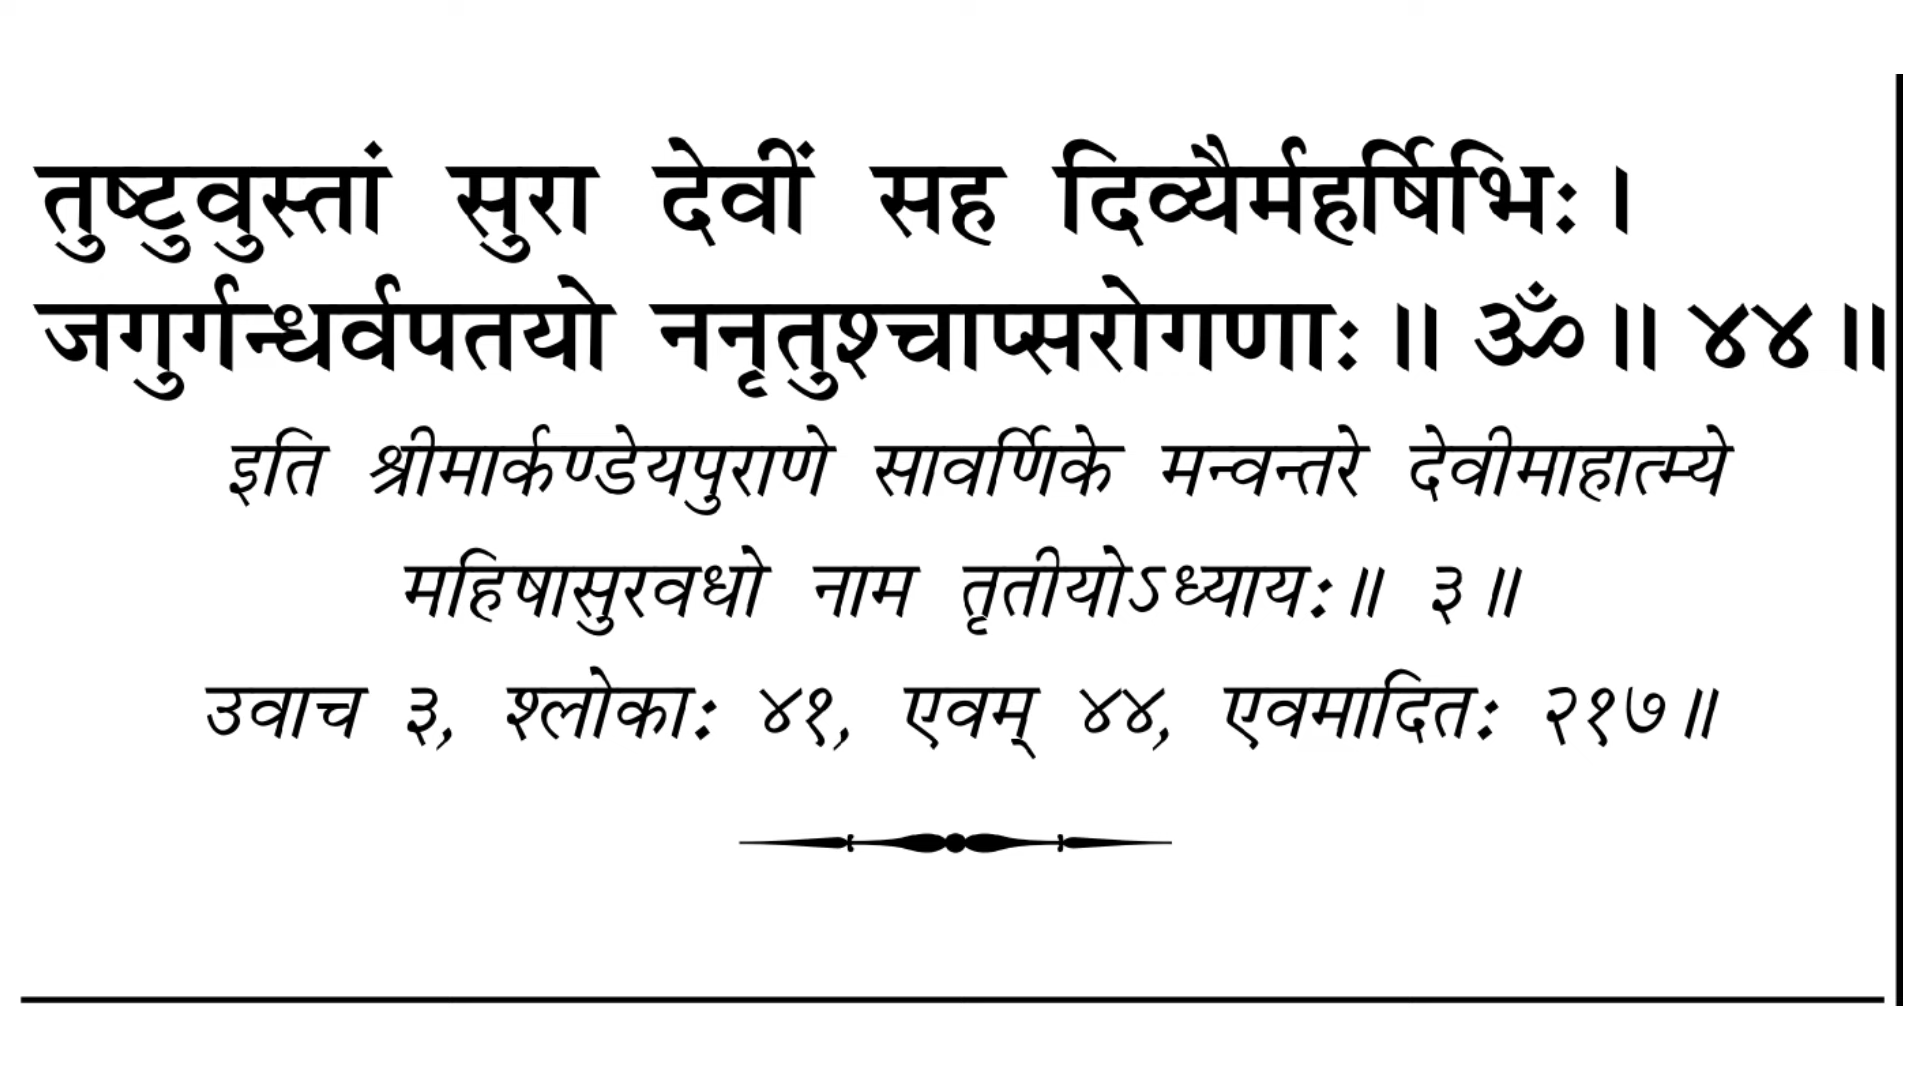 तुष्टुवुस्तां सुरा देवीं सह दिव्यैर्महर्षिभिः।
जगुर्गन्धर्वपतयो ननृतुश्चाप्सरोगणाः॥ ॐ॥ ४४॥
इति श्रीमार्कण्डेयपुराणे सावर्णिके मन्वन्तरे देवीमाहात्म्ये
महिषासुरवधो नाम तृतीयोऽध्यायः॥ ३॥
उवाच ३, श्लोकाः ४१, एवम् ४४, एवमादितः २१७॥